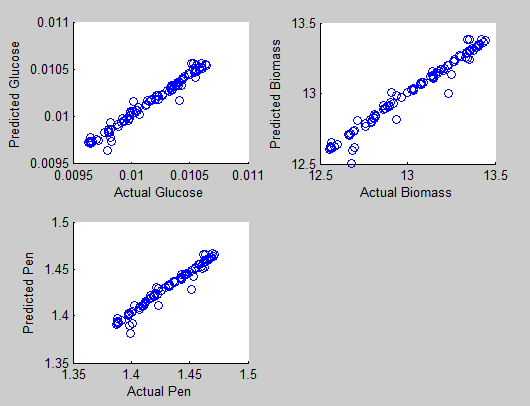 0.011
0.0105
0.01
0.0095
0.0095 0.01 0.0105 0.011
Predicted Glucose
Actual Glucose
13.5
13
12.5
12.5 13 13.5
Predicted Biomass
Actual Biomass
1.5
1.45
1.4
1.35
1.35 1.4 1.45 1.5
Predicted Pen
Actual Pen